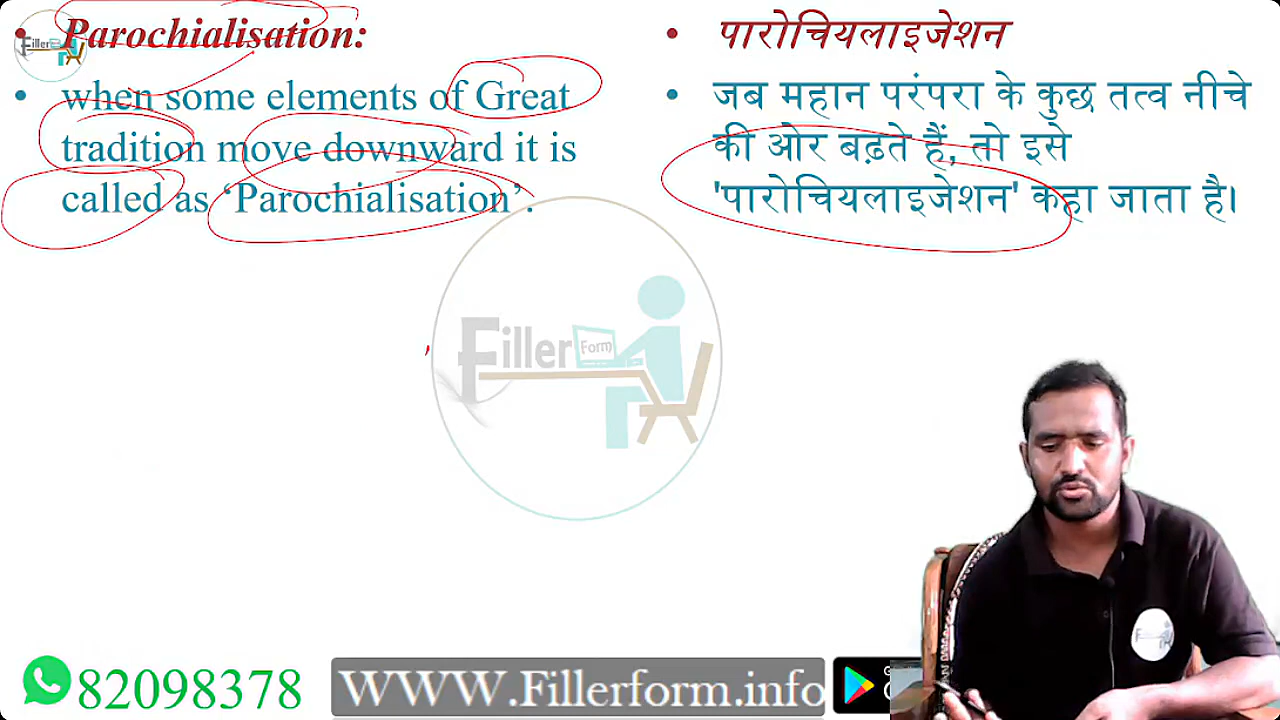 • Parochialisation:
• when some elements of Great
tradition move downward it is
called as ‘Parochialisation’.
• पारोचियलाइजेशन
• जब महान परंपरा के कुछ तत्व नीचे
की ओर बढ़ते हैं, तो इसे
'पारोचियलाइजेशन' कहा जाता है।
Filler Form
82098378
WWW.Fillerform.info